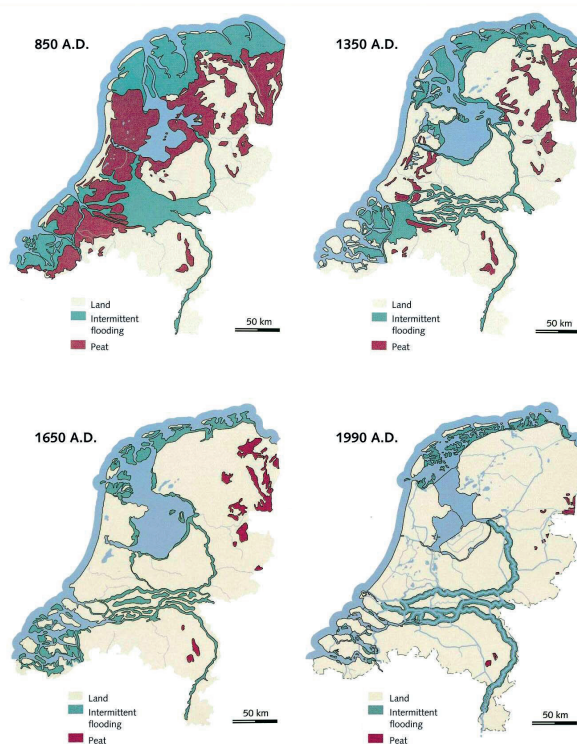 850 A.D.
1350 A.D.
Land
Intermittent
flooding
Peat
50 km
Land
Intermittent
flooding
Peat
50 km
1650 A.D.
1990 A.D.
Land
Intermittent
flooding
Peat
50 km
Land
Intermittent
flooding
Peat
50 km